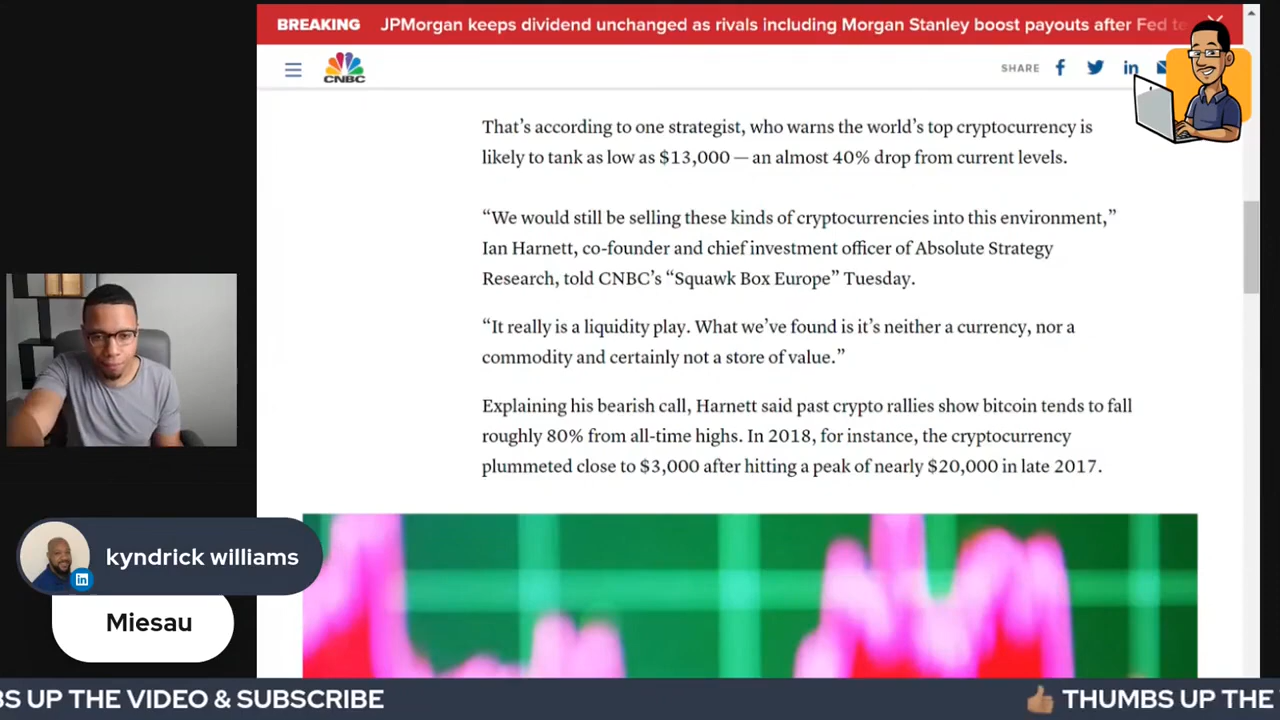 BREAKING JPMorgan keeps dividend unchanged as rivals including Morgan Stanley boost payouts after Fed te
CNBC
SHARE
That’s according to one strategist, who warns the world’s top cryptocurrency is
likely to tank as low as $13,000 — an almost 40% drop from current levels.
“We would still be selling these kinds of cryptocurrencies into this environment,”
Ian Harnett, co-founder and chief investment officer of Absolute Strategy
Research, told CNBC’s “Squawk Box Europe” Tuesday.
“It really is a liquidity play. What we’ve found is it’s neither a currency, nor a
commodity and certainly not a store of value.”
Explaining his bearish call, Harnett said past crypto rallies show bitcoin tends to fall
roughly 80% from all-time highs. In 2018, for instance, the cryptocurrency
plummeted close to $3,000 after hitting a peak of nearly $20,000 in late 2017.
kyndrick williams
in
Miesau
BS UP THE VIDEO & SUBSCRIBE
THUMBS UP THE